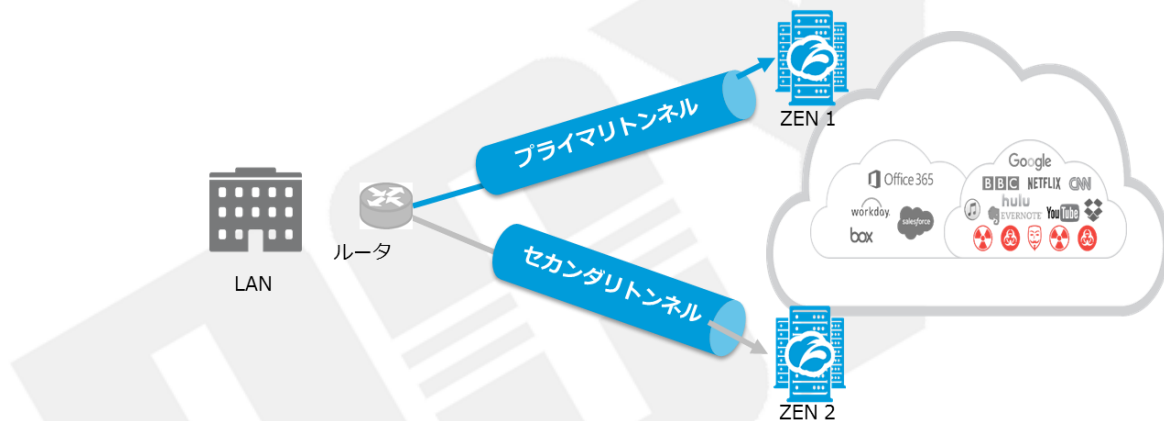 ZEN 1
プライマリトンネル
Google
Office 365
BBC NETFLIX CNN
workday.
salesforce
hulu
EVERNOTE YouTube
box
ルータ
LAN
セカンダリトンネル
ZEN 2